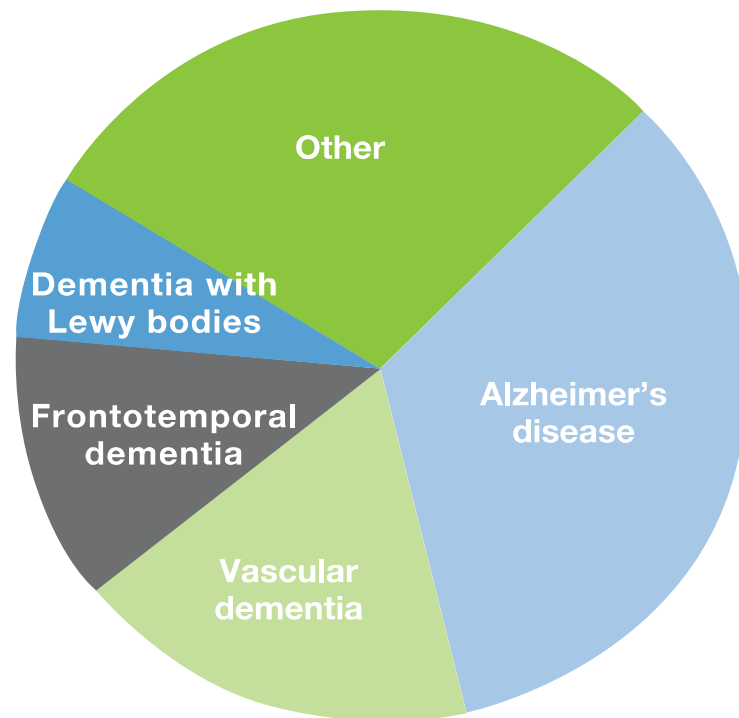 Other
Dementia with
Lewy bodies
Frontotemporal
dementia
Alzheimer’s
disease
Vascular
dementia